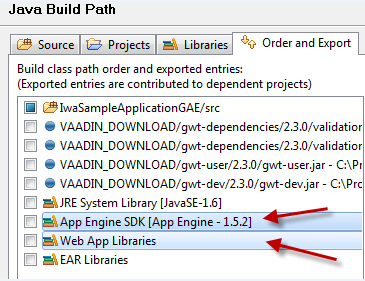 Java Build Path
Source Projects Libraries Order and Export
Build class path order and exported entries:
(Exported entries are contributed to dependent projects)
IwaSampleApplicationGAE/src
VAADIN_DOWNLOAD/gwt-dependencies/2.3.0/validation
VAADIN_DOWNLOAD/gwt-dependencies/2.3.0/validation
VAADIN_DOWNLOAD/gwt-user/2.3.0/gwt-user.jar - C:\Pro
VAADIN_DOWNLOAD/gwt-dev/2.3.0/gwt-dev.jar - C:\Prog
JRE System Library [JavaSE-1.6]
App Engine SDK [App Engine - 1.5.2]
Web App Libraries
EAR Libraries